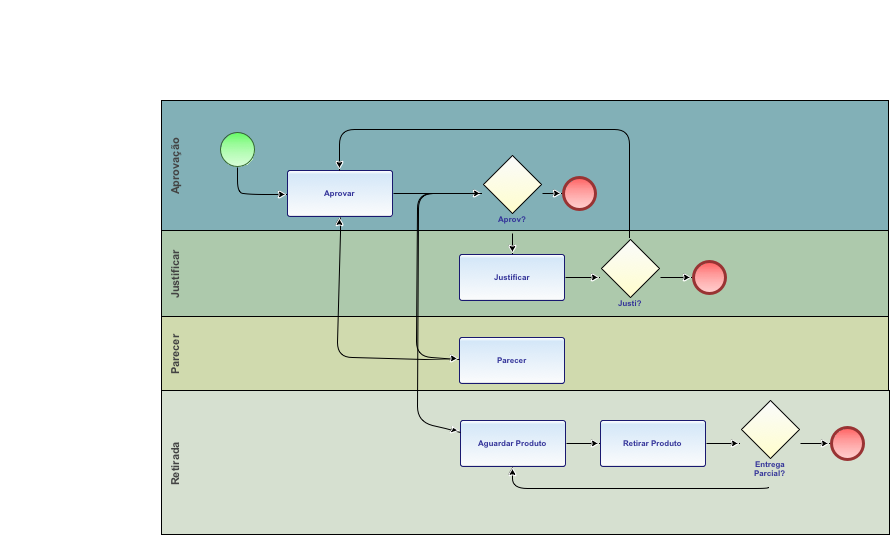 Aprovação
Aprovar
Aprov?
Justificar
Justificar
Justi?
Parecer
Parecer
Retirada
Aguardar Produto
Retirar Produto
Entrega
Parcial?